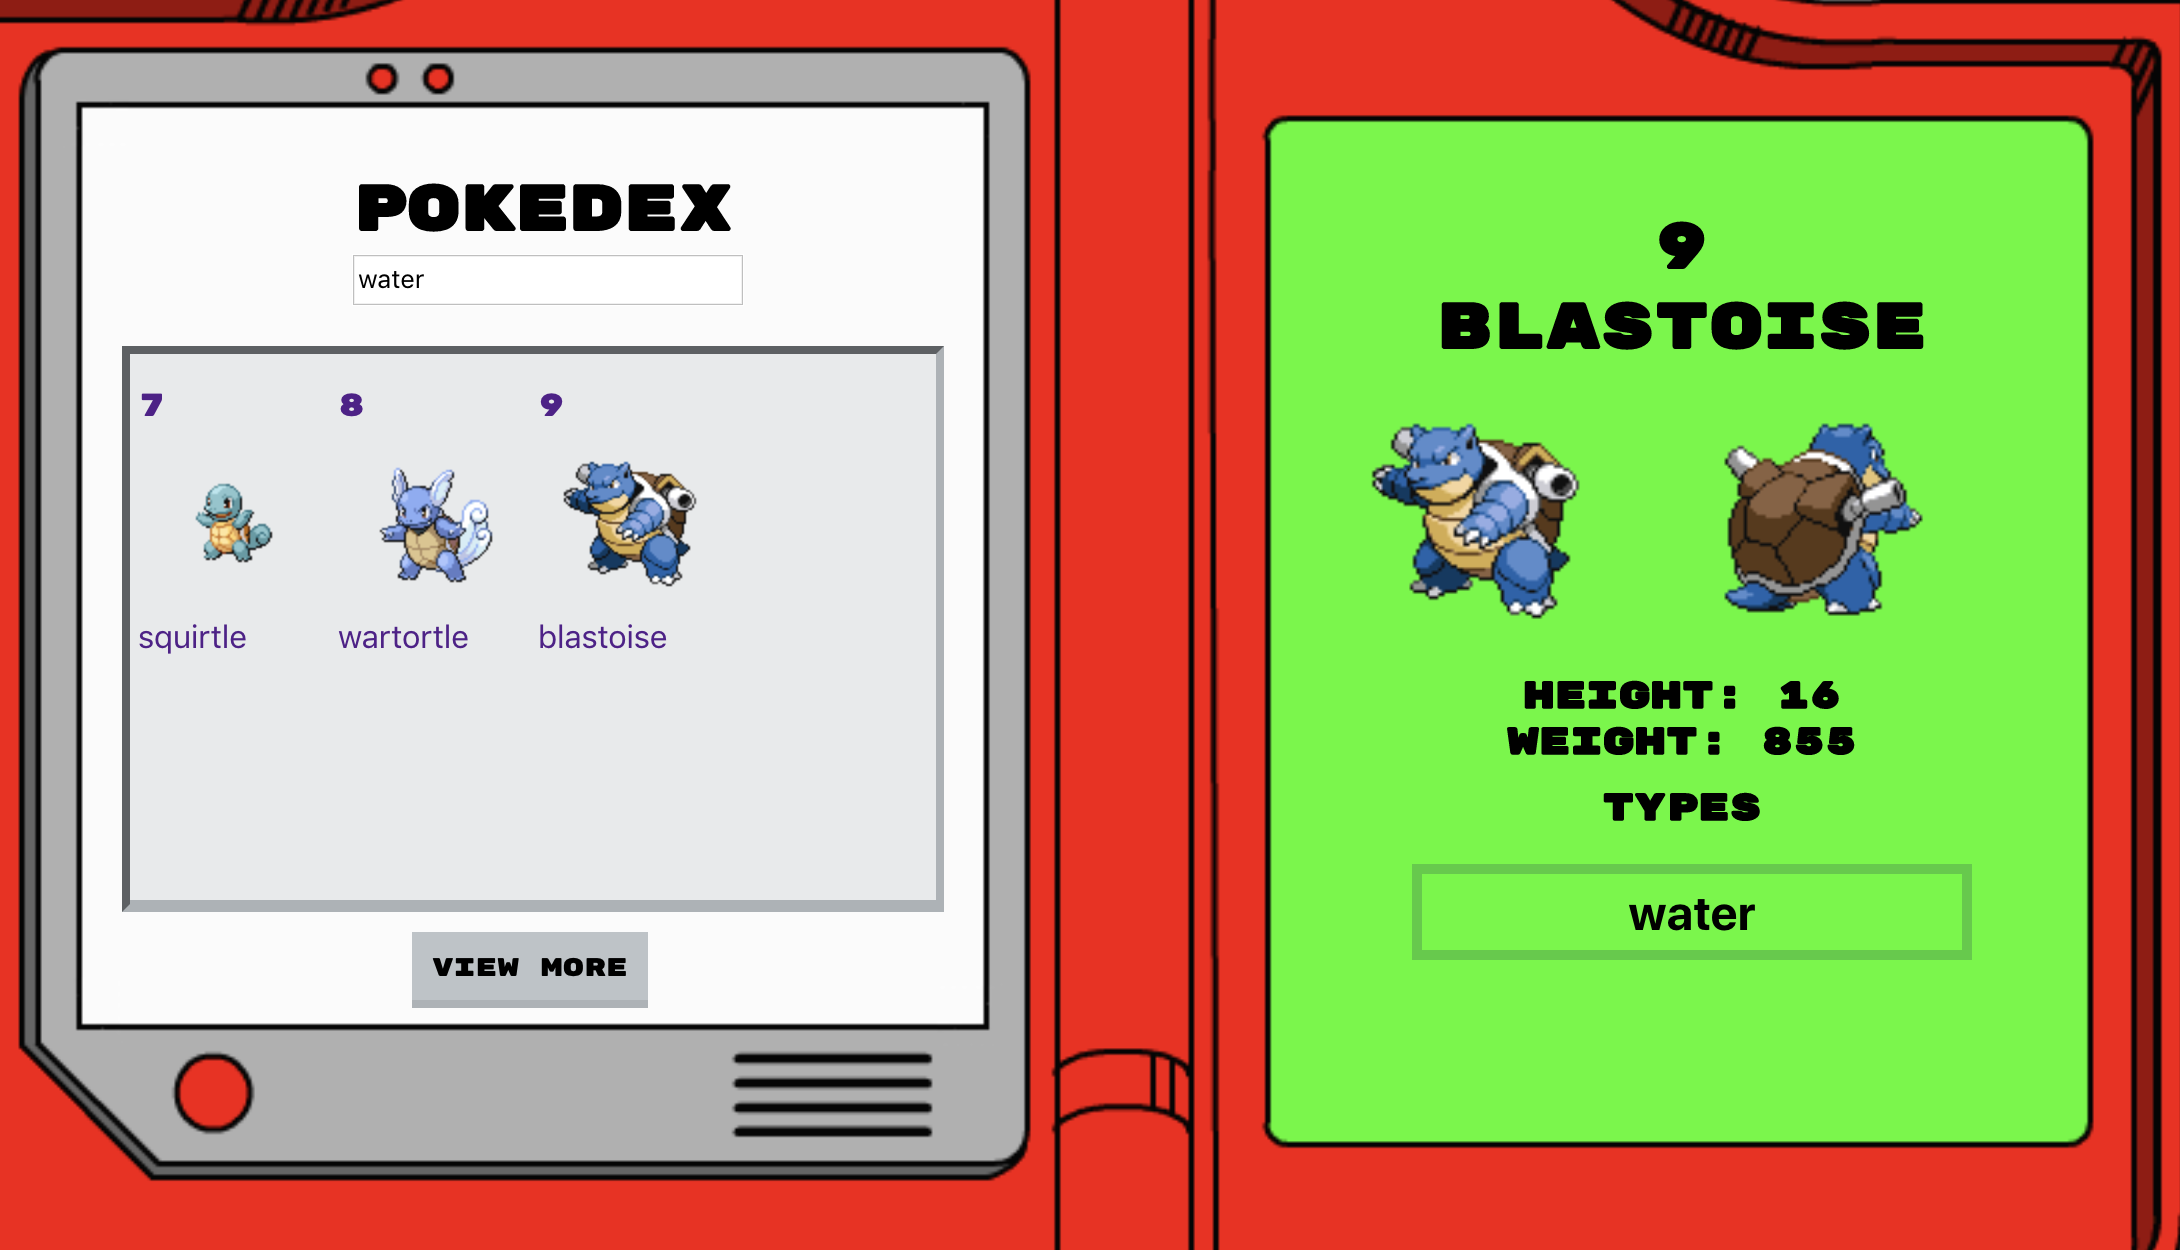 POKEDEX
water
7 8 9
squirtle wartortle blastoise
VIEW MORE
9
BLASTOISE
HEIGHT: 16
WEIGHT: 855
TYPES
water